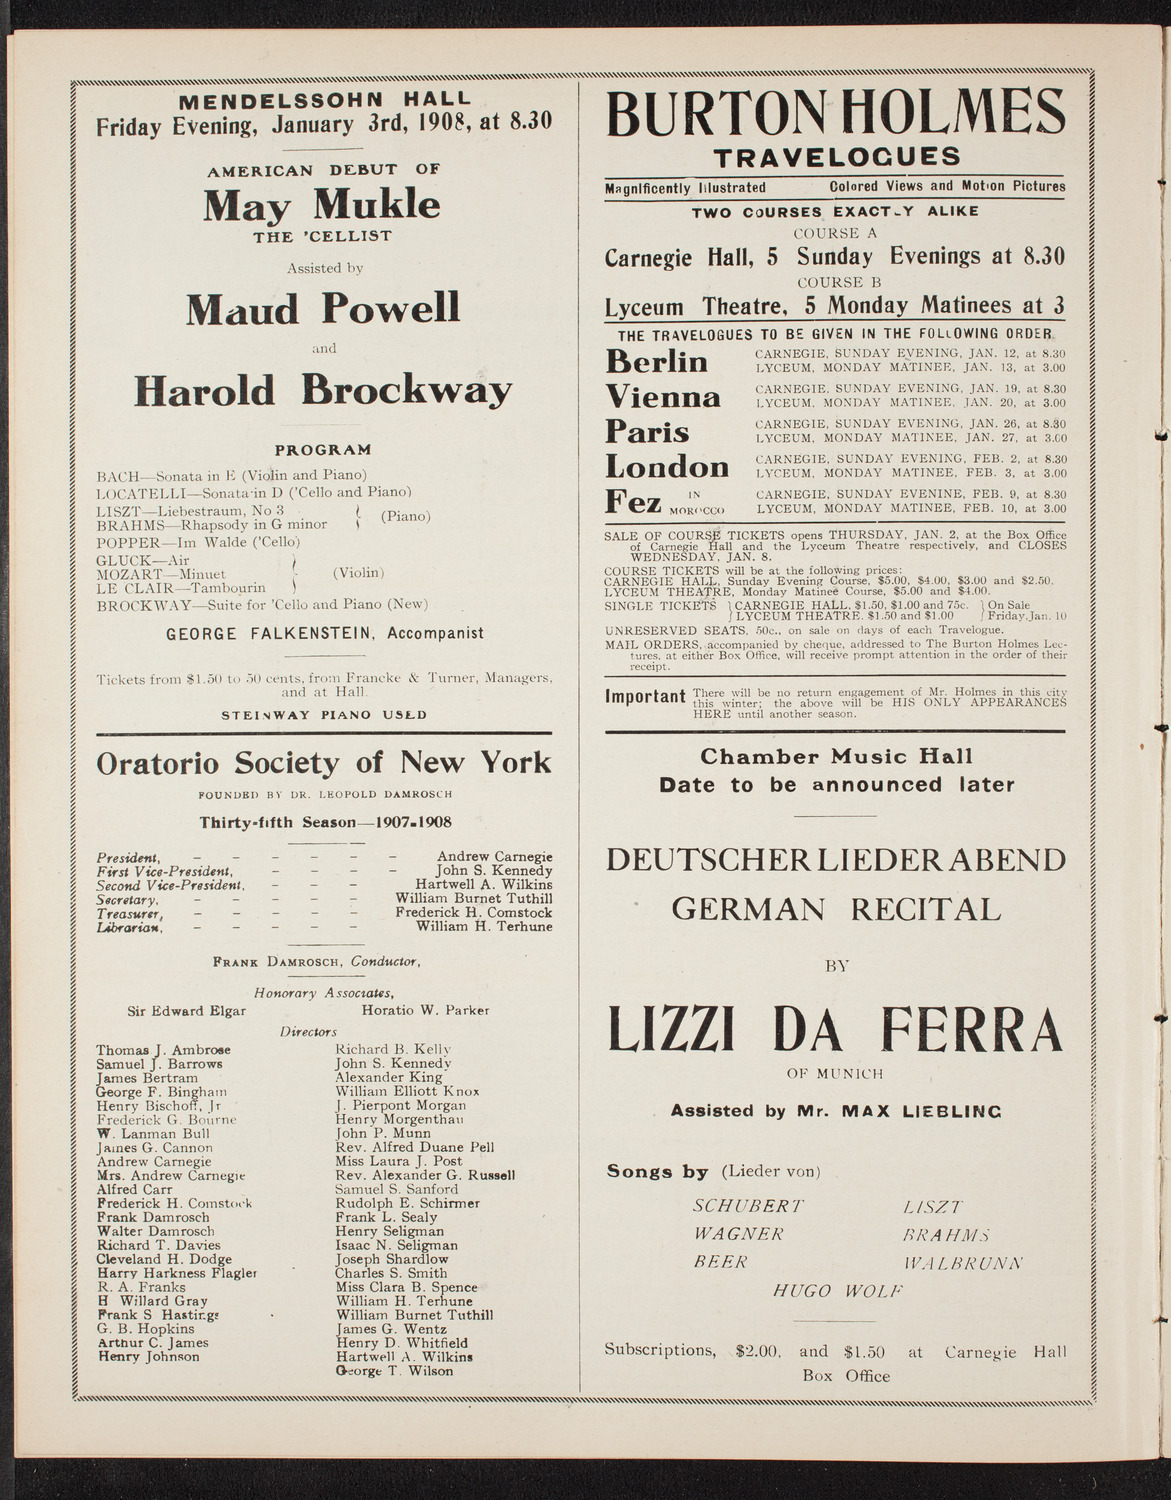 MENDELSSOHN HALL
Friday Evening, January 3rd, 1908, at 8.30
AMERICAN DEBUT OF
May Mukle
THE 'CELLIST
Assisted by
Maud Powell
and
Harold Brockway
PROGRAM
BACH—Sonata in E (Violin and Piano)
LOCATELLI—Sonata in D ('Cello and Piano)
LISZT—Liebestraum, No 3
BRAHMS—Rhapsody in G minor
(Piano)
POPPER—Im Walde ('Cello)
GLUCK—Air
MOZART—Minuet
LE CLAIR—Tambourin
(Violin)
BROCKWAY—Suite for 'Cello and Piano (New)
GEORGE FALKENSTEIN, Accompanist
Tickets from $1.50 to 50 cents, from Francke & Turner, Managers,
and at Hall.
STEINWAY PIANO USED
Oratorio Society of New York
FOUNDED BY DR. LEOPOLD DAMROSCH
Thirty-fifth Season—1907-1908
President, - - - - - - Andrew Carnegie
First Vice-President, - - - - John S. Kennedy
Second Vice-President, - - - Hartwell A. Wilkins
Secretary, - - - - - William Burnet Tuthill
Treasurer, - - - - - Frederick H. Comstock
Librarian, - - - - - William H. Terhune
FRANK DAMROSCH, Conductor,
Honorary Associates,
Sir Edward Elgar Horatio W. Parker
Directors
Thomas J. Ambrose
Samuel J. Barrows
James Bertram
George F. Bingham
Henry Bischoff, Jr
Frederick G. Bourne
W. Lanman Bull
James G. Cannon
Andrew Carnegie
Mrs. Andrew Carnegie
Alfred Carr
Frederick H. Comstock
Frank Damrosch
Walter Damrosch
Richard T. Davies
Cleveland H. Dodge
Harry Harkness Flagler
R. A. Franks
H Willard Gray
Frank S Hastings
G. B. Hopkins
Arthur C. James
Henry Johnson
Richard B. Kelly
John S. Kennedy
Alexander King
William Elliott Knox
J. Pierpont Morgan
Henry Morgenthau
John P. Munn
Rev. Alfred Duane Pell
Miss Laura J. Post
Rev. Alexander G. Russell
Samuel S. Sanford
Rudolph E. Schirmer
Frank L. Sealy
Henry Seligman
Isaac N. Seligman
Joseph Shardlow
Charles S. Smith
Miss Clara B. Spence
William H. Terhune
William Burnet Tuthill
James G. Wentz
Henry D. Whitfield
Hartwell A. Wilkins
George T. Wilson
BURTON HOLMES
TRAVELOGUES
Magnificently Illustrated Colored Views and Motion Pictures
TWO COURSES EXACTLY ALIKE
COURSE A
Carnegie Hall, 5 Sunday Evenings at 8.30
COURSE B
Lyceum Theatre, 5 Monday Matinees at 3
THE TRAVELOGUES TO BE GIVEN IN THE FOLLOWING ORDER
Berlin
CARNEGIE, SUNDAY EVENING, JAN. 12, at 8.30
LYCEUM, MONDAY MATINEE, JAN. 13, at 3.00
Vienna
CARNEGIE, SUNDAY EVENING, JAN. 19, at 8.30
LYCEUM, MONDAY MATINEE, JAN. 20, at 3.00
Paris
CARNEGIE, SUNDAY EVENING, JAN. 26, at 8.30
LYCEUM, MONDAY MATINEE, JAN. 27, at 3.00
London
CARNEGIE, SUNDAY EVENING, FEB. 2, at 8.30
LYCEUM, MONDAY MATINEE, FEB. 3, at 3.00
Fez IN MOROCCO
CARNEGIE, SUNDAY EVENINE, FEB. 9, at 8.30
LYCEUM, MONDAY MATINEE, FEB. 10, at 3.00
SALE OF COURSE TICKETS opens THURSDAY, JAN. 2, at the Box Office
of Carnegie Hall and the Lyceum Theatre respectively, and CLOSES
WEDNESDAY, JAN. 8.
COURSE TICKETS will be at the following prices:
CARNEGIE HALL, Sunday Evening Course, $5.00, $4.00, $3.00 and $2.50.
LYCEUM THEATRE, Monday Matinee Course, $5.00 and $4.00.
SINGLE TICKETS } CARNEGIE HALL, $1.50, $1.00 and 75c. } On Sale
} LYCEUM THEATRE. $1.50 and $1.00 } Friday, Jan. 10
UNRESERVED SEATS, 50c., on sale on days of each Travelogue.
MAIL ORDERS, accompanied by cheque, addressed to The Burton Holmes Lec-
tures, at either Box Office, will receive prompt attention in the order of their
receipt.
Important There will be no return engagement of Mr. Holmes in this city
this winter; the above will be HIS ONLY APPEARANCES
HERE until another season.
Chamber Music Hall
Date to be announced later
DEUTSCHER LIEDER ABEND
GERMAN RECITAL
BY
LIZZI DA FERRA
OF MUNICH
Assisted by Mr. MAX LIEBLING
Songs by (Lieder von)
SCHUBERT LISZT
WAGNER BRAHMS
BEER WALBRUNN
HUGO WOLF
Subscriptions, $2.00, and $1.50 at Carnegie Hall
Box Office